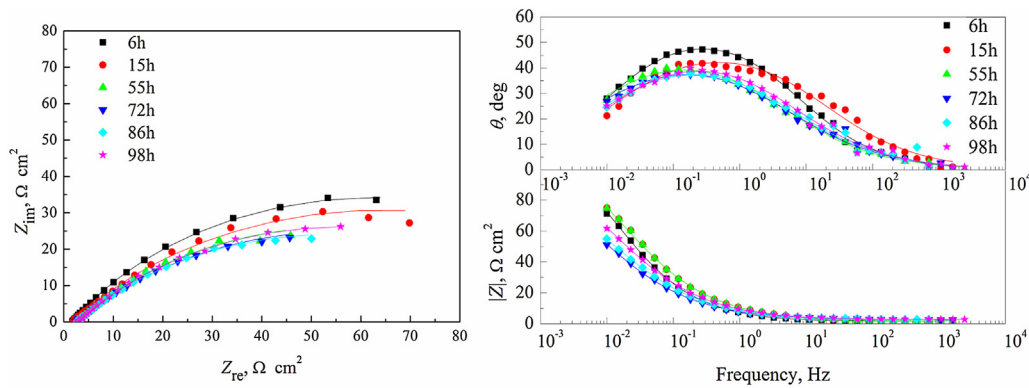 80
70
60
50
40
30
20
10
0
Z_im, Ω cm²
6h
15h
55h
72h
86h
98h
0 10 20 30 40 50 60 70 80
Z_re, Ω cm²
60
50
40
30
20
10
0
θ, deg
6h
15h
55h
72h
86h
98h
10⁻³ 10⁻² 10⁻¹ 10⁰ 10¹ 10² 10³ 10⁴
80
60
40
20
0
|Z|, Ω cm²
10⁻³ 10⁻² 10⁻¹ 10⁰ 10¹ 10² 10³ 10⁴
Frequency, Hz